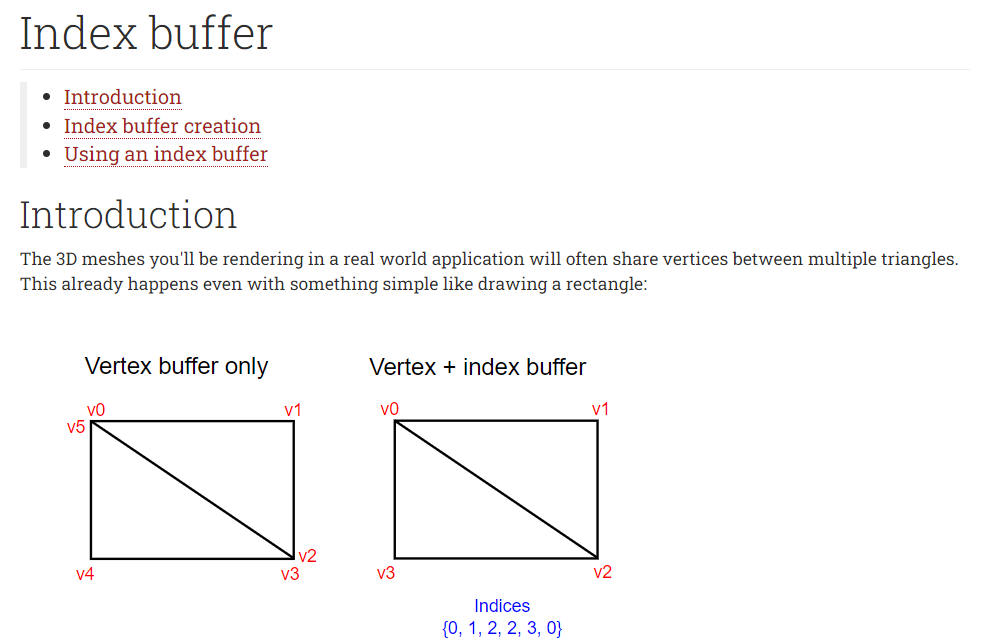 Index buffer
Introduction
Index buffer creation
Using an index buffer
Introduction
The 3D meshes you'll be rendering in a real world application will often share vertices between multiple triangles.
This already happens even with something simple like drawing a rectangle:
Vertex buffer only
v0
v1
v5
v2
v4
v3
Vertex + index buffer
v0
v1
v3
v2
Indices
{0, 1, 2, 2, 3, 0}